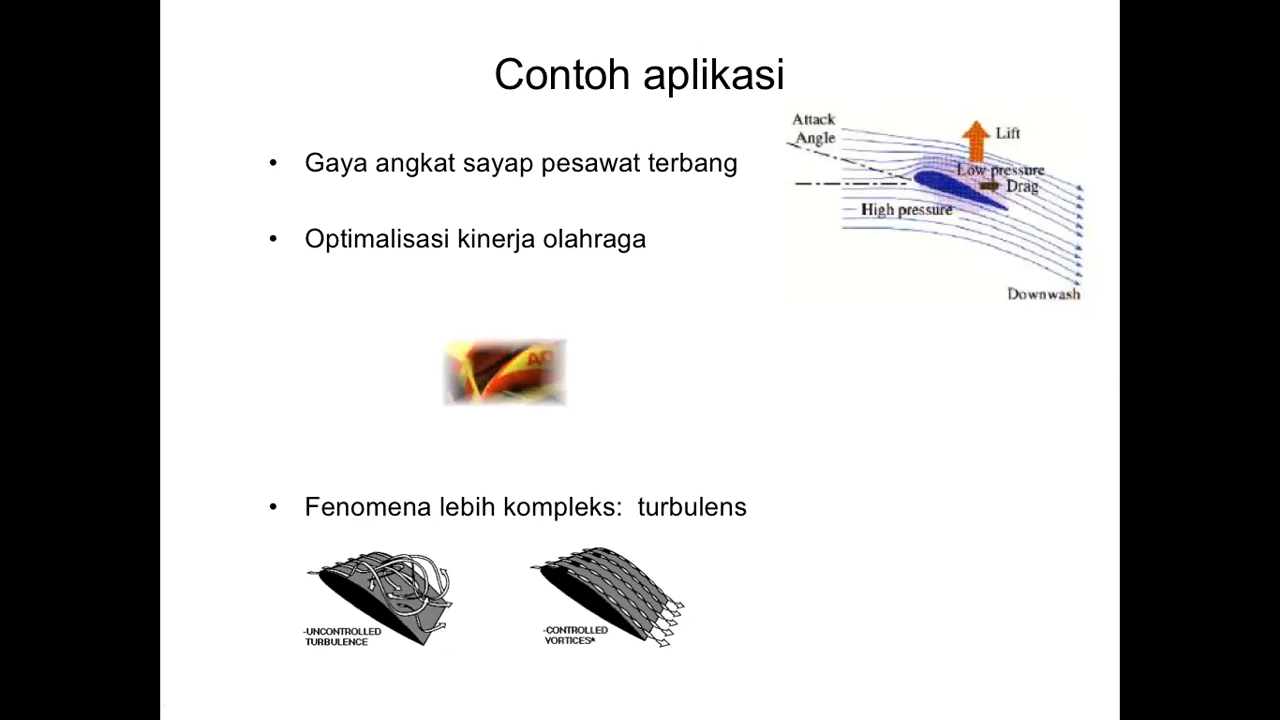 Contoh aplikasi
• Gaya angkat sayap pesawat terbang
• Optimalisasi kinerja olahraga
Attack
Angle
Lift
Low pressure
Drag
High pressure
Downwash
AC
• Fenomena lebih kompleks: turbulens
-UNCONTROLLED
TURBULENCE
-CONTROLLED
VORTICES*